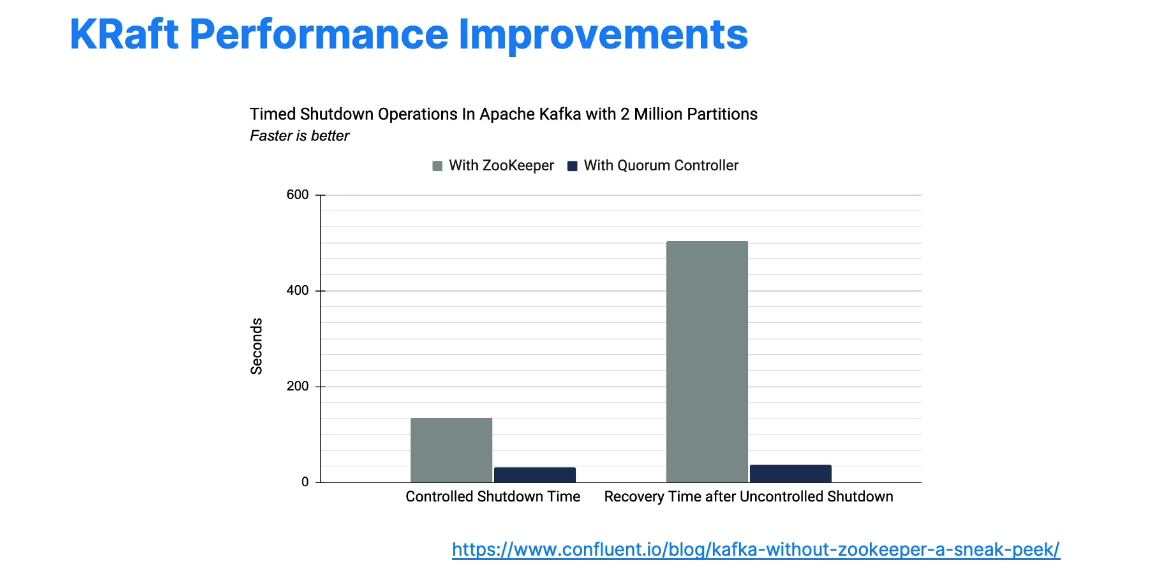 KRaft Performance Improvements
Timed Shutdown Operations In Apache Kafka with 2 Million Partitions
Faster is better
With ZooKeeper With Quorum Controller
600
400
200
0
Seconds
Controlled Shutdown Time Recovery Time after Uncontrolled Shutdown
https://www.confluent.io/blog/kafka-without-zookeeper-a-sneak-peek/